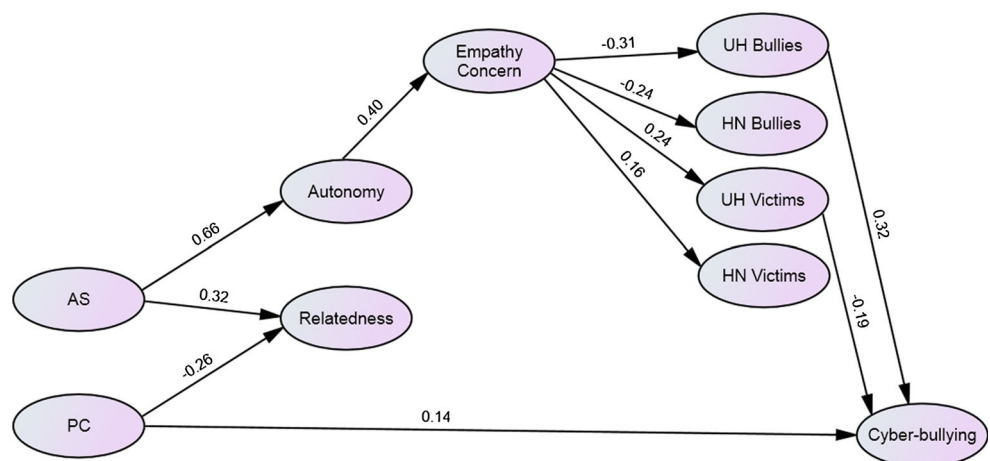 Empathy
Concern
-0.31
UH Bullies
-0.24
HN Bullies
0.24
UH Victims
0.16
HN Victims
0.40
Autonomy
0.66
AS
0.32
Relatedness
-0.26
PC
0.14
0.32
-0.19
Cyber-bullying